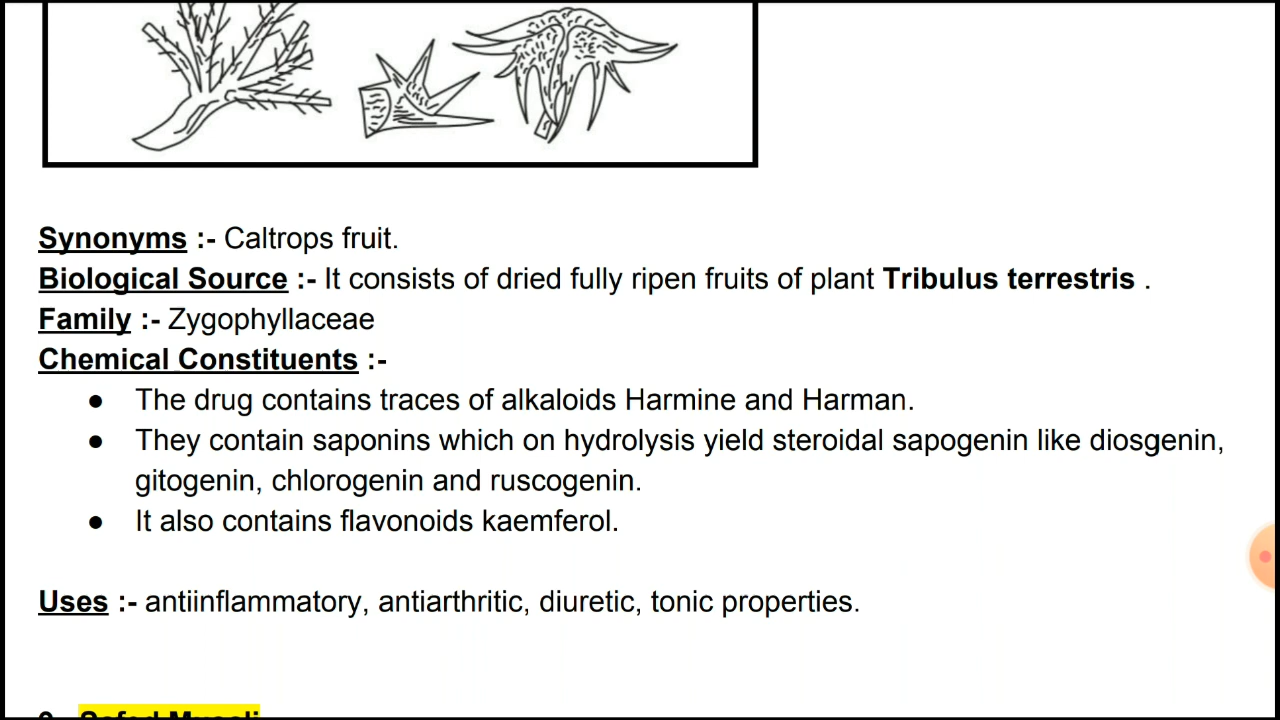 Synonyms :- Caltrops fruit.
Biological Source :- It consists of dried fully ripen fruits of plant Tribulus terrestris .
Family :- Zygophyllaceae
Chemical Constituents :-
● The drug contains traces of alkaloids Harmine and Harman.
● They contain saponins which on hydrolysis yield steroidal sapogenin like diosgenin,
gitogenin, chlorogenin and ruscogenin.
● It also contains flavonoids kaemferol.
Uses :- antiinflammatory, antiarthritic, diuretic, tonic properties.
Safed Musali